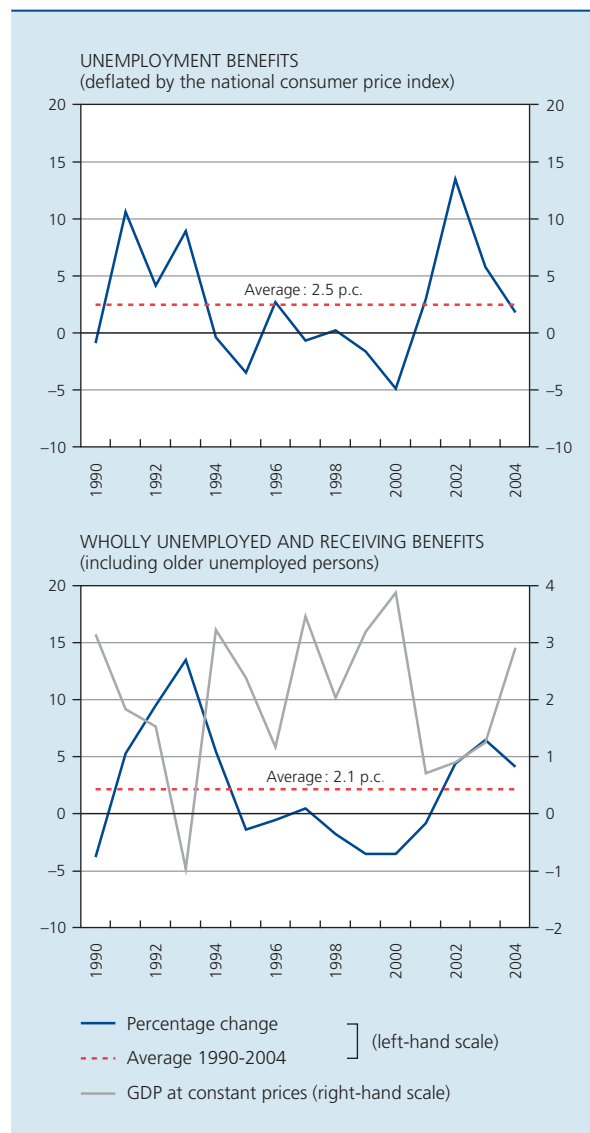 UNEMPLOYMENT BENEFITS
(deflated by the national consumer price index)
20 20
15 15
10 10
5 5
Average : 2.5 p.c.
0 0
–5 –5
–10 –10
1990 1992 1994 1996 1998 2000 2002 2004
WHOLLY UNEMPLOYED AND RECEIVING BENEFITS
(including older unemployed persons)
20 4
15 3
10 2
5 1
Average : 2.1 p.c.
0 0
–5 –1
–10 –2
1990 1992 1994 1996 1998 2000 2002 2004
Percentage change
(left-hand scale)
Average 1990-2004
GDP at constant prices (right-hand scale)